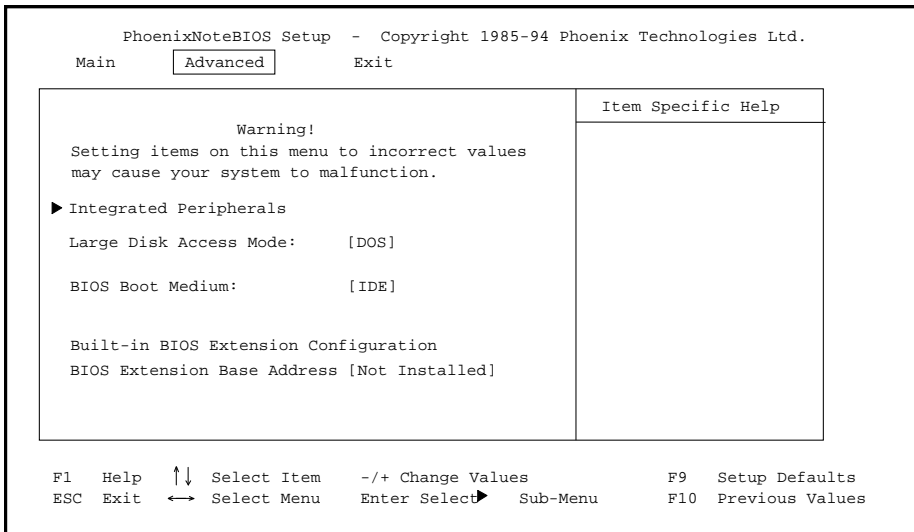 PhoenixNoteBIOS Setup - Copyright 1985-94 Phoenix Technologies Ltd.
Main Advanced Exit
Item Specific Help
Warning!
Setting items on this menu to incorrect values
may cause your system to malfunction.
▶ Integrated Peripherals
Large Disk Access Mode: [DOS]
BIOS Boot Medium: [IDE]
Built-in BIOS Extension Configuration
BIOS Extension Base Address [Not Installed]
F1 Help ↑↓ Select Item -/+ Change Values F9 Setup Defaults
ESC Exit ←→ Select Menu Enter Select▶ Sub-Menu F10 Previous Values